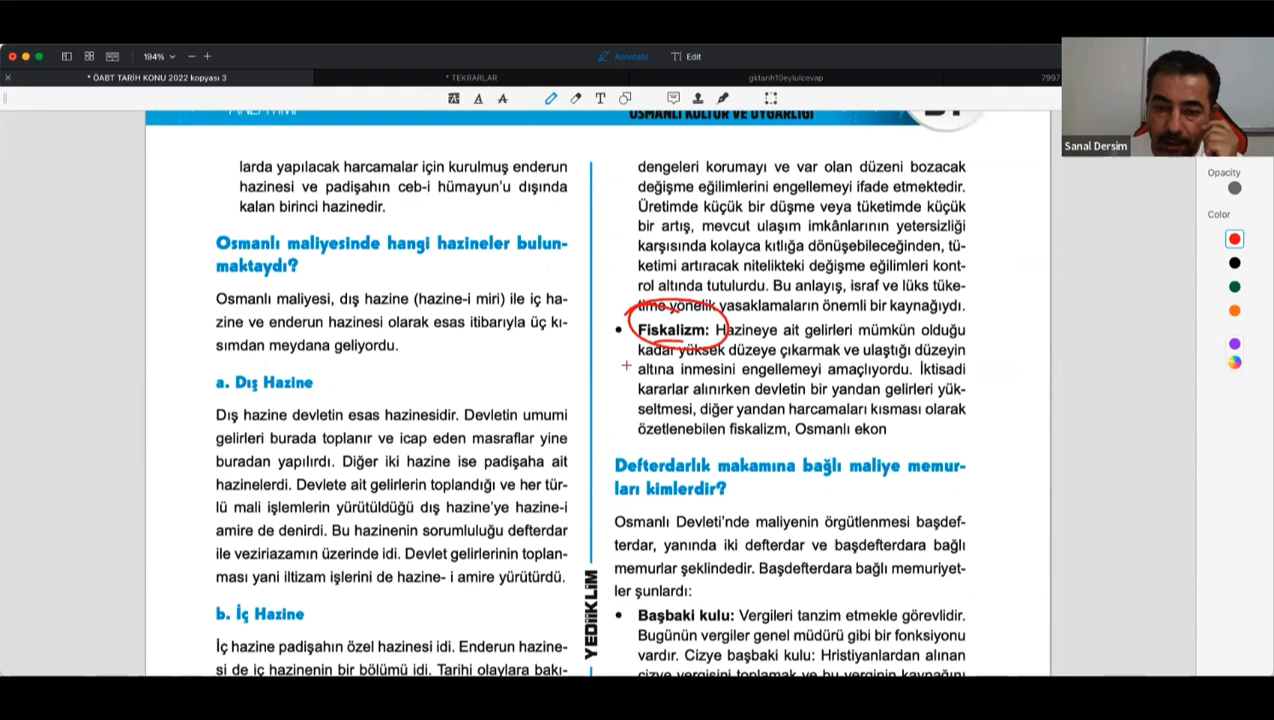 194%
Annotate
Edit
* ÖABT TARİH KONU 2022 kopyası 3
* TEKRARLAR
gktarih10eylulcevap
7997
Sanal Dersim
Opacity
Color
OSMANLI KÜLTÜR VE UYGARLIĞI
larda yapılacak harcamalar için kurulmuş enderun
hazinesi ve padişahın ceb-i hümayun'u dışında
kalan birinci hazinedir.
Osmanlı maliyesinde hangi hazineler bulun-
maktaydı?
Osmanlı maliyesi, dış hazine (hazine-i miri) ile iç ha-
zine ve enderun hazinesi olarak esas itibarıyla üç kı-
sımdan meydana geliyordu.
a. Dış Hazine
Dış hazine devletin esas hazinesidir. Devletin umumi
gelirleri burada toplanır ve icap eden masraflar yine
buradan yapılırdı. Diğer iki hazine ise padişaha ait
hazinelerdi. Devlete ait gelirlerin toplandığı ve her tür-
lü mali işlemlerin yürütüldüğü dış hazine'ye hazine-i
amire de denirdi. Bu hazinenin sorumluluğu defterdar
ile veziriazamın üzerinde idi. Devlet gelirlerinin toplan-
ması yani iltizam işlerini de hazine- i amire yürütürdü.
b. İç Hazine
İç hazine padişahın özel hazinesi idi. Enderun hazine-
si de iç hazinenin bir bölümü idi. Tarihi olaylara bakı-
YEDİİKLİM
dengeleri korumayı ve var olan düzeni bozacak
değişme eğilimlerini engellemeyi ifade etmektedir.
Üretimde küçük bir düşme veya tüketimde küçük
bir artış, mevcut ulaşım imkânlarının yetersizliği
karşısında kolayca kıtlığa dönüşebileceğinden, tü-
ketimi artıracak nitelikteki değişme eğilimleri kont-
rol altında tutulurdu. Bu anlayış, israf ve lüks tüke-
time yönelik yasaklamaların önemli bir kaynağıydı.
• Fiskalizm: Hazineye ait gelirleri mümkün olduğu
kadar yüksek düzeye çıkarmak ve ulaştığı düzeyin
altına inmesini engellemeyi amaçlıyordu. İktisadi
kararlar alınırken devletin bir yandan gelirleri yük-
seltmesi, diğer yandan harcamaları kısması olarak
özetlenebilen fiskalizm, Osmanlı ekon
Defterdarlık makamına bağlı maliye memur-
ları kimlerdir?
Osmanlı Devleti'nde maliyenin örgütlenmesi başdef-
terdar, yanında iki defterdar ve başdefterdara bağlı
memurlar şeklindedir. Başdefterdara bağlı memuriyet-
ler şunlardı:
• Başbaki kulu: Vergileri tanzim etmekle görevlidir.
Bugünün vergiler genel müdürü gibi bir fonksiyonu
vardır. Cizye başbaki kulu: Hristiyanlardan alınan
cizye vergisini toplamak ve bu verginin kaynağını